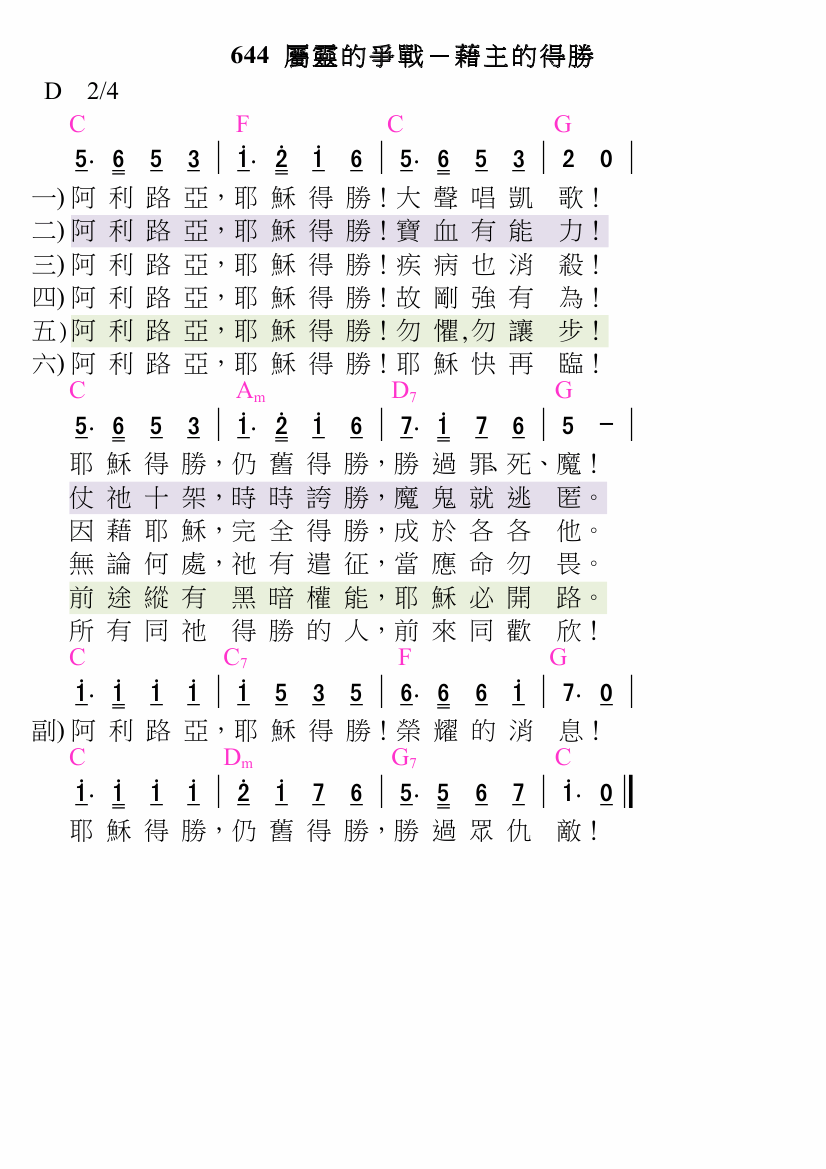 644 屬靈的爭戰－藉主的得勝
D 2/4
C F C G
5. 6 5 3 | 1. 2 1 6 | 5. 6 5 3 | 2 0 |
一) 阿利路亞，耶穌得勝！大聲唱凱歌！
二) 阿利路亞，耶穌得勝！寶血有能力！
三) 阿利路亞，耶穌得勝！疾病也消殺！
四) 阿利路亞，耶穌得勝！故剛強有為！
五) 阿利路亞，耶穌得勝！勿懼,勿讓步！
六) 阿利路亞，耶穌得勝！耶穌快再臨！
C Am D7 G
5. 6 5 3 | 1. 2 1 6 | 7. 1 7 6 | 5 － |
耶穌得勝，仍舊得勝，勝過罪、死、魔！
仗祂十架，時時誇勝，魔鬼就逃匿。
因藉耶穌，完全得勝，成於各各他。
無論何處，祂有遣征，當應命勿畏。
前途縱有 黑暗權能，耶穌必開路。
所有同祂 得勝的人，前來同歡欣！
C C7 F G
1. 1 1 1 | 1 5 3 5 | 6. 6 6 1 | 7. 0 |
副) 阿利路亞，耶穌得勝！榮耀的消息！
C Dm G7 C
1. 1 1 1 | 2 1 7 6 | 5. 5 6 7 | 1. 0 ‖
耶穌得勝，仍舊得勝，勝過眾仇敵！